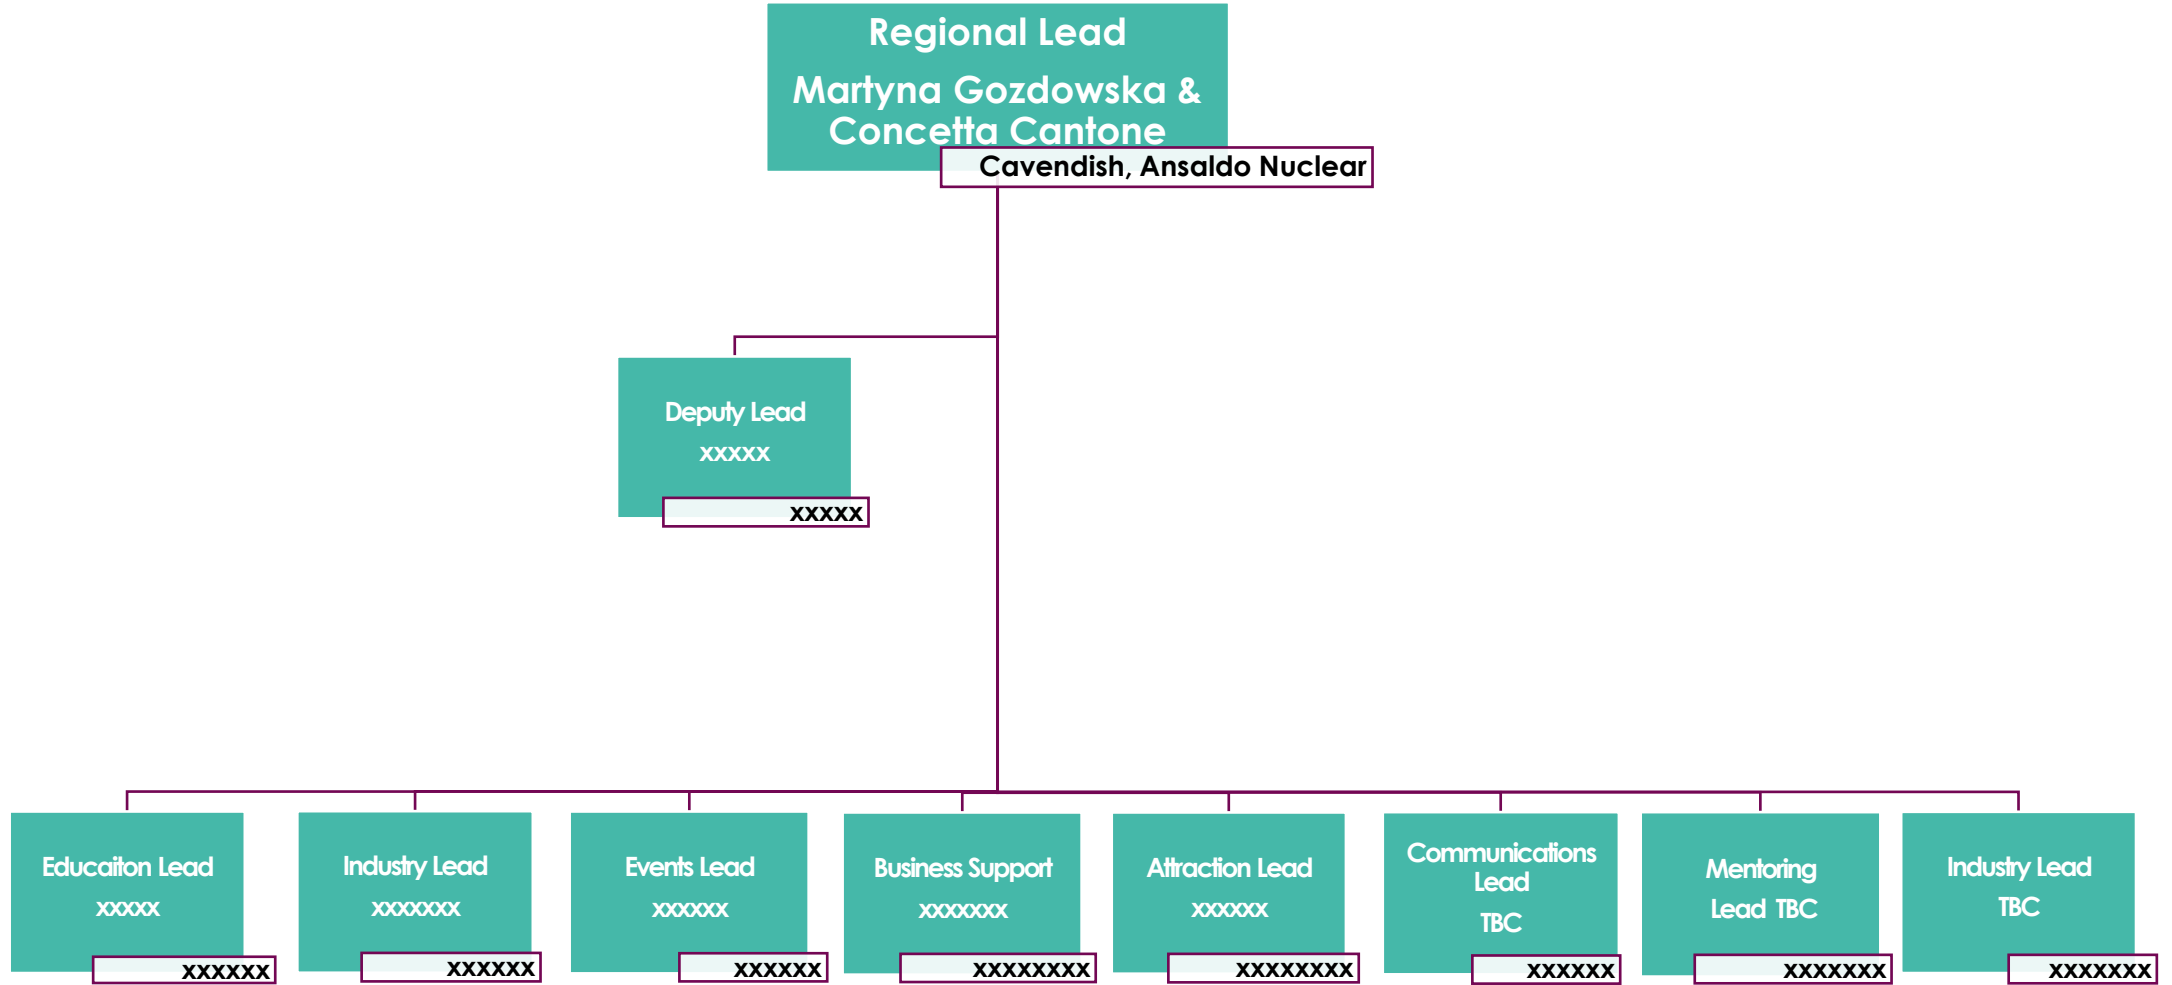 Regional Lead
Martyna Gozdowska &
Concetta Cantone
Cavendish, Ansaldo Nuclear
Deputy Lead
xxxxx
xxxxx
Educaiton Lead
xxxxx
xxxxxx
Industry Lead
xxxxxxx
xxxxxx
Events Lead
xxxxxx
xxxxxx
Business Support
xxxxxxx
xxxxxxxx
Attraction Lead
xxxxxx
xxxxxxxx
Communications
Lead
TBC
xxxxxx
Mentoring
Lead TBC
xxxxxxx
Industry Lead
TBC
xxxxxxx